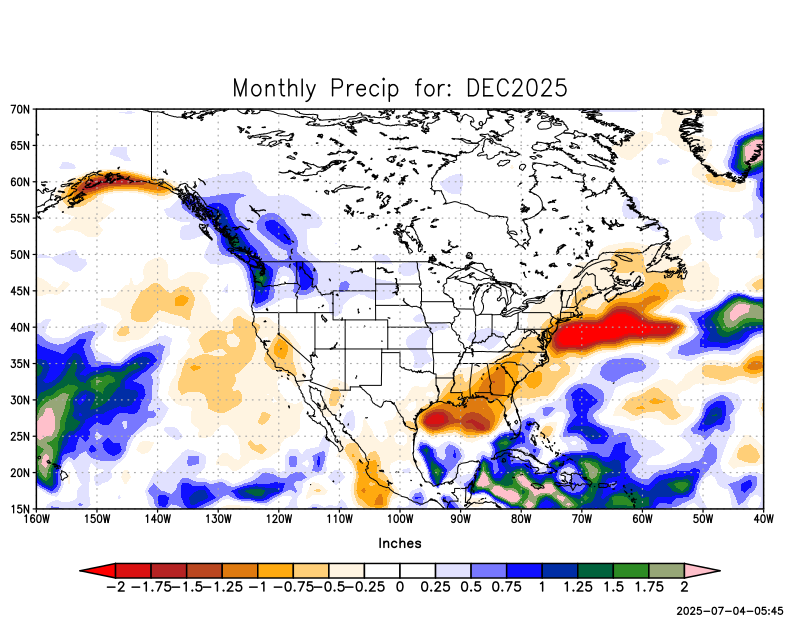 Monthly Precip for: DEC2025
70N
65N
60N
55N
50N
45N
40N
35N
30N
25N
20N
15N
160W 150W 140W 130W 120W 110W 100W 90W 80W 70W 60W 50W 40W
Inches
-2 -1.75 -1.5 -1.25 -1 -0.75 -0.5 -0.25 0 0.25 0.5 0.75 1 1.25 1.5 1.75 2
2025-07-04-05:45